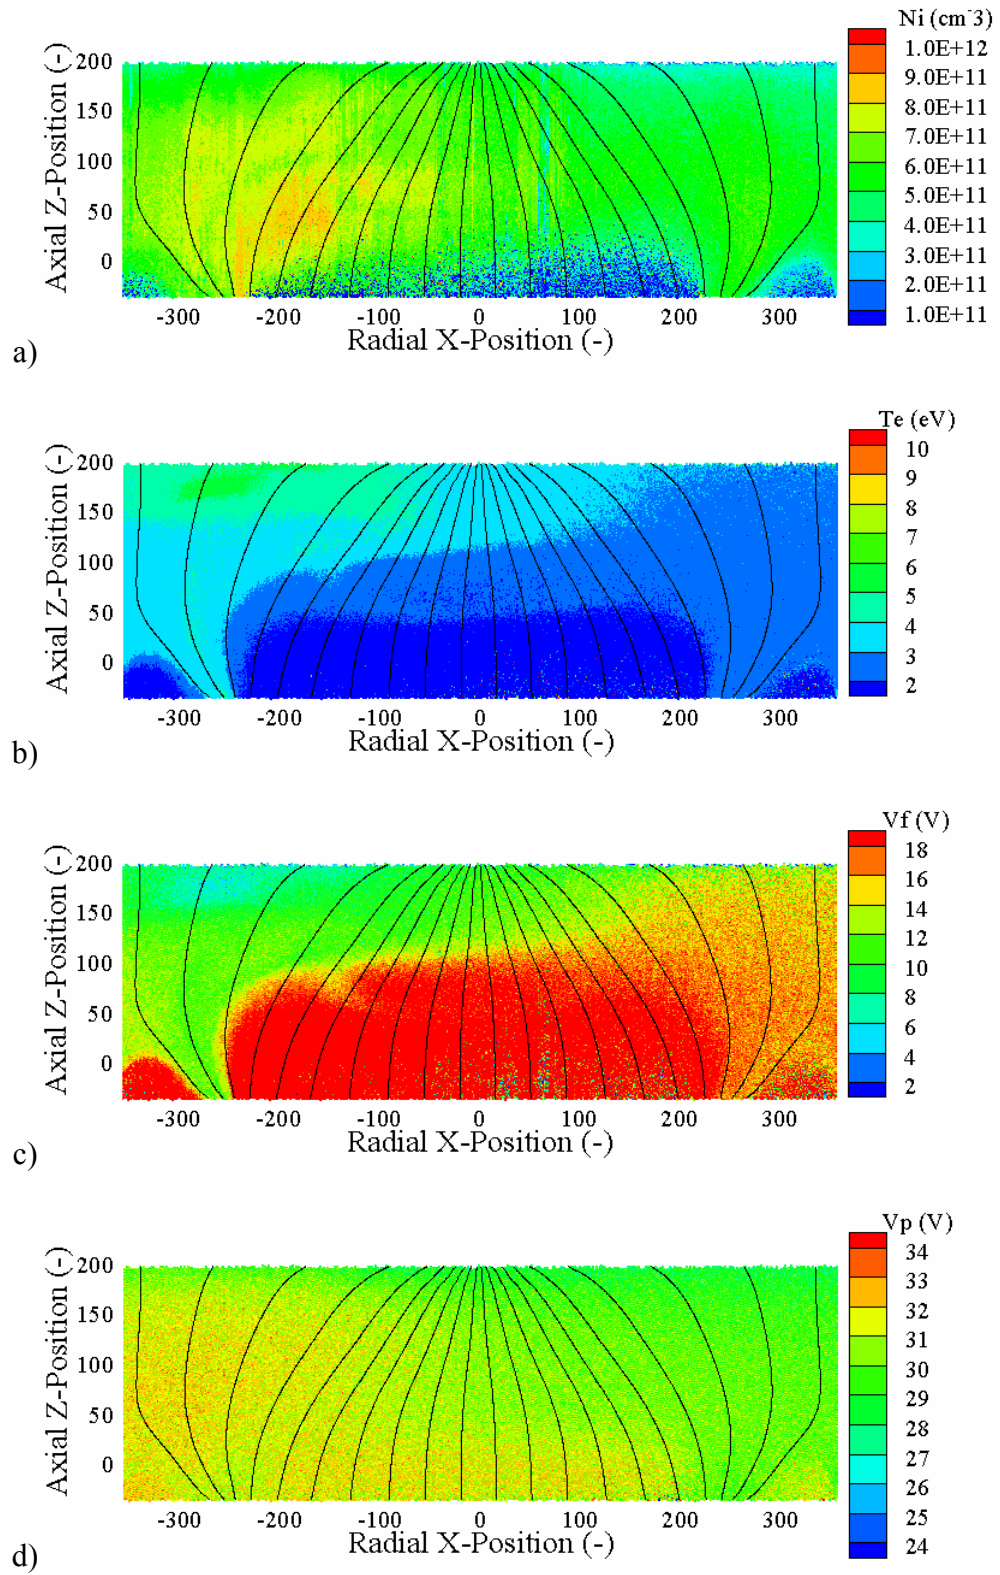 Ni (cm-3)
1.0E+12
9.0E+11
8.0E+11
7.0E+11
6.0E+11
5.0E+11
4.0E+11
3.0E+11
2.0E+11
1.0E+11
Axial Z-Position (-)
200
150
100
50
0
-300 -200 -100 0 100 200 300
Radial X-Position (-)
a)
Te (eV)
10
9
8
7
6
5
4
3
2
Axial Z-Position (-)
200
150
100
50
0
-300 -200 -100 0 100 200 300
Radial X-Position (-)
b)
Vf (V)
18
16
14
12
10
8
6
4
2
Axial Z-Position (-)
200
150
100
50
0
-300 -200 -100 0 100 200 300
Radial X-Position (-)
c)
Vp (V)
34
33
32
31
30
29
28
27
26
25
24
Axial Z-Position (-)
200
150
100
50
0
-300 -200 -100 0 100 200 300
Radial X-Position (-)
d)